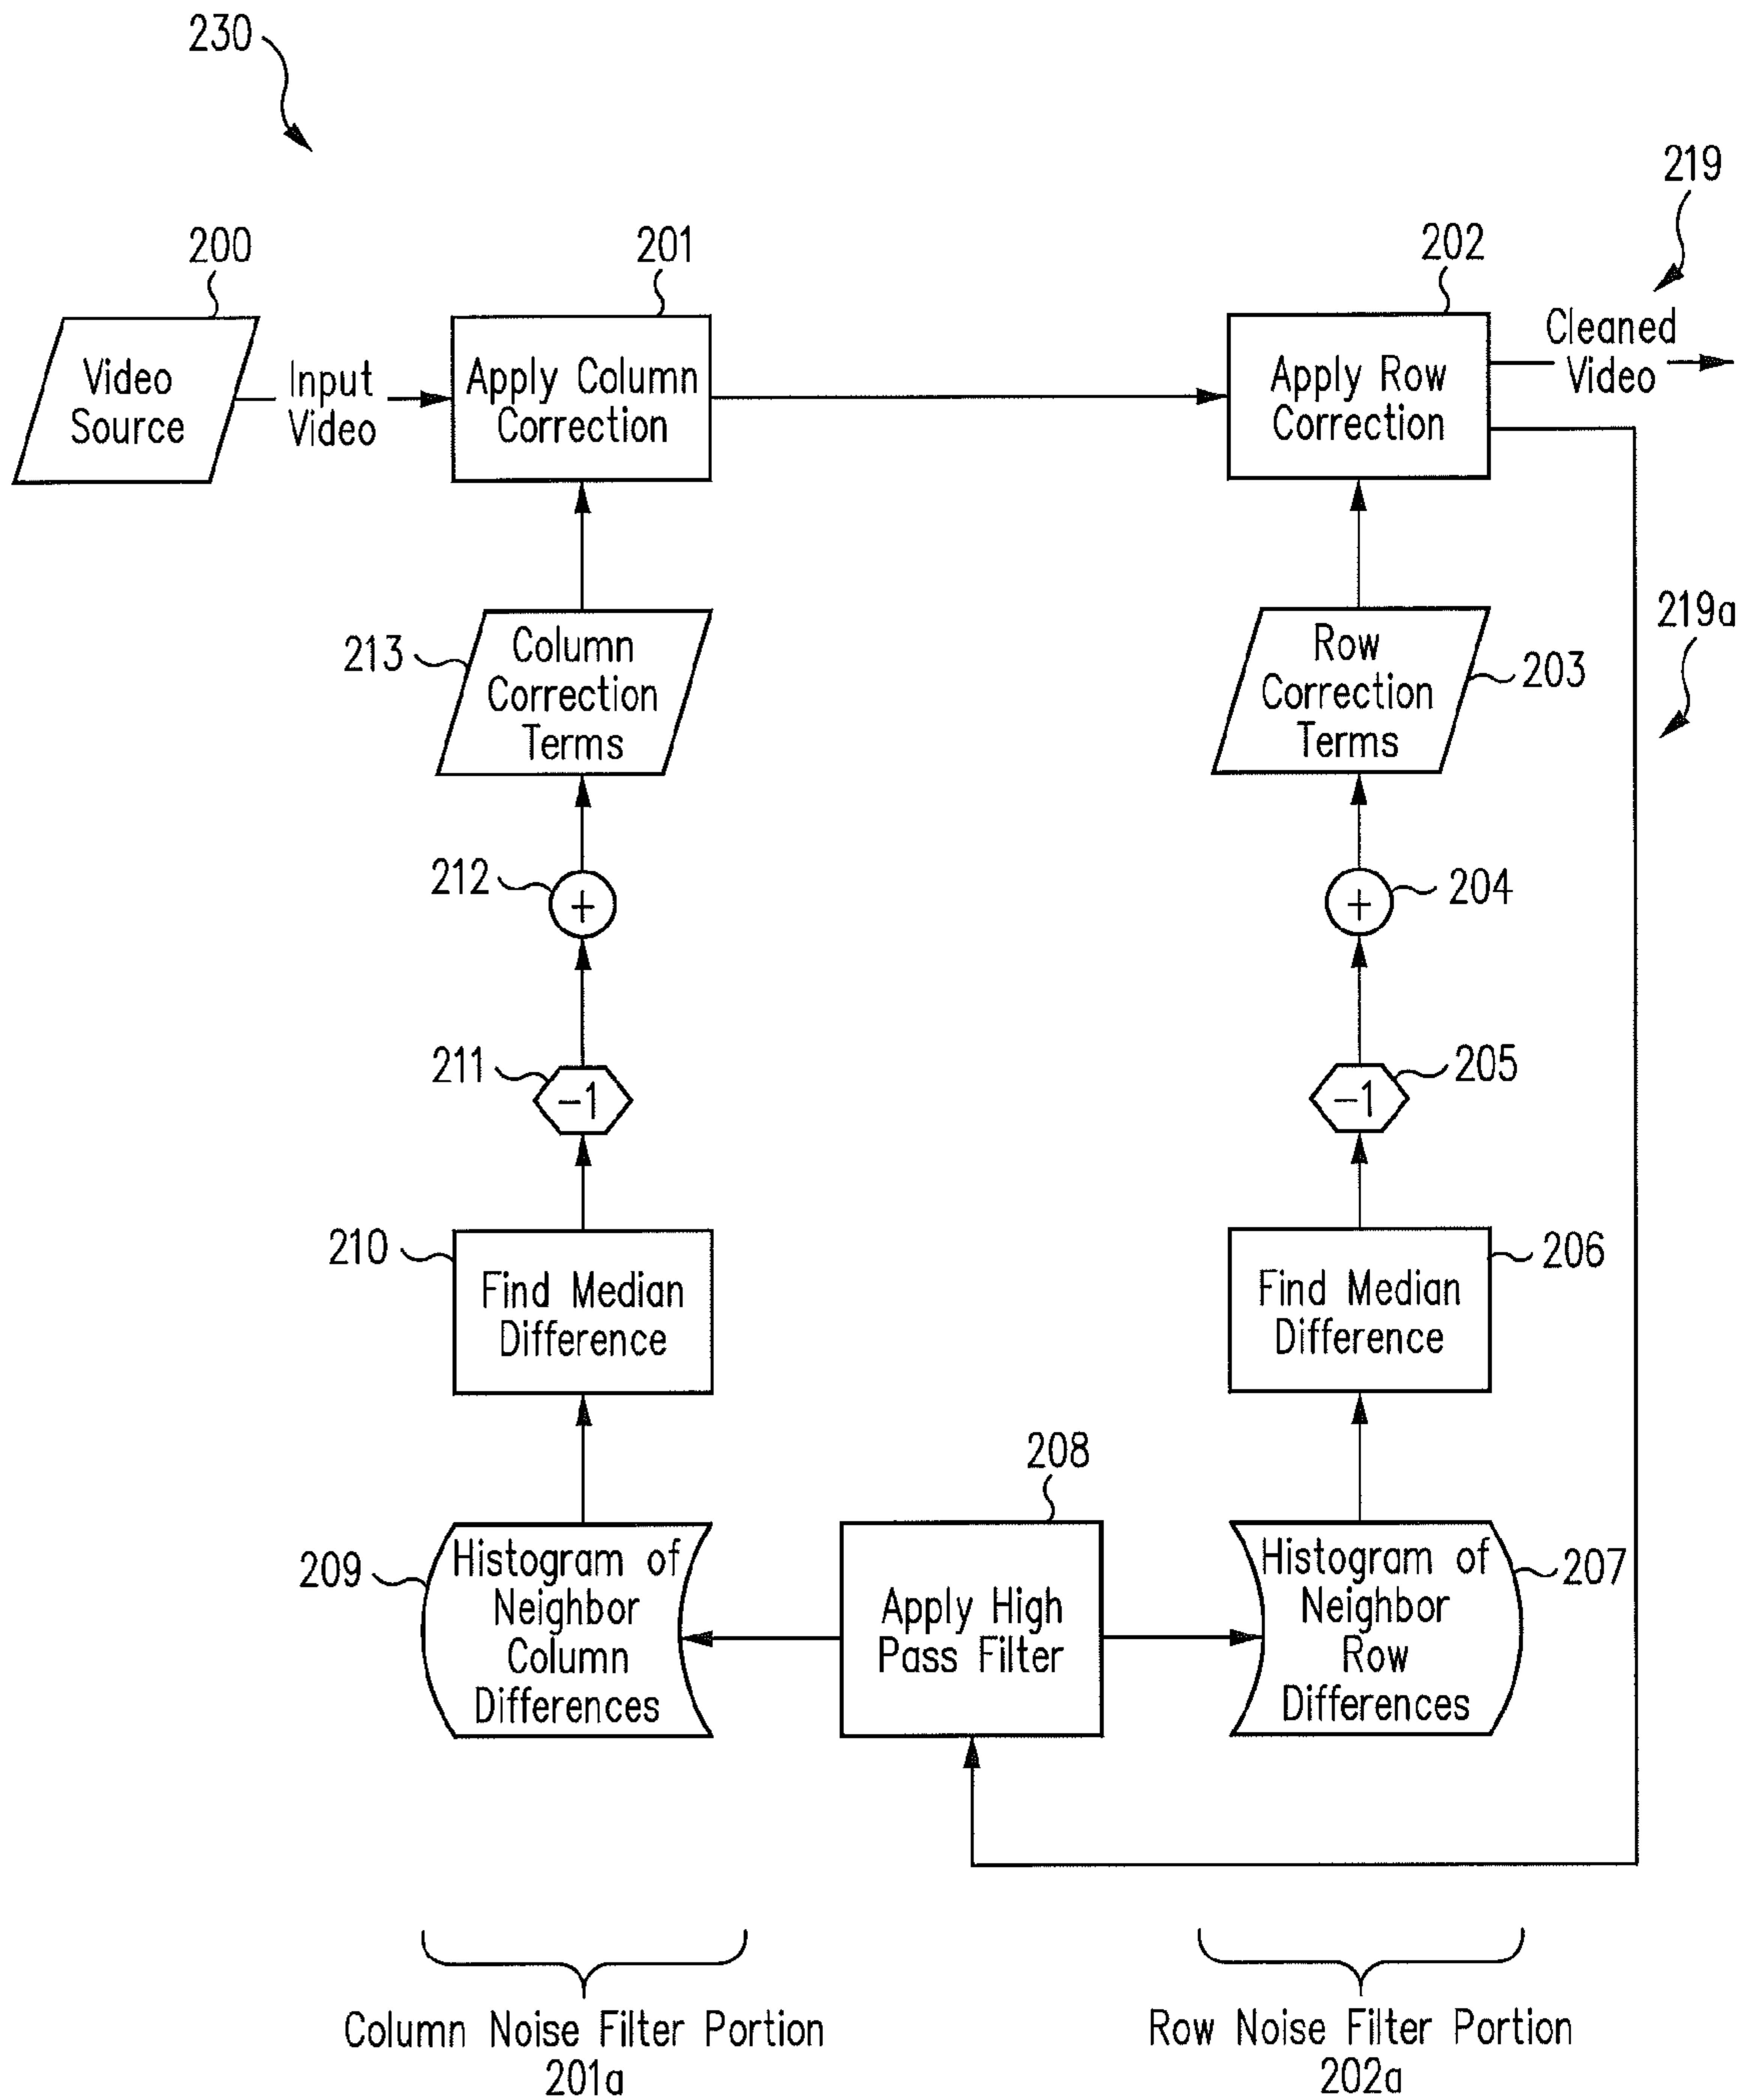 230
219
200
201
202
Video
Source
Input
Video
Apply Column
Correction
Apply Row
Correction
Cleaned
Video
219a
213
Column
Correction
Terms
Row
Correction
Terms
203
212
+
+
204
211
-1
-1
205
210
Find Median
Difference
Find Median
Difference
206
208
209
Histogram of
Neighbor
Column
Differences
Apply High
Pass Filter
Histogram of
Neighbor
Row
Differences
207
Column Noise Filter Portion
201a
Row Noise Filter Portion
202a